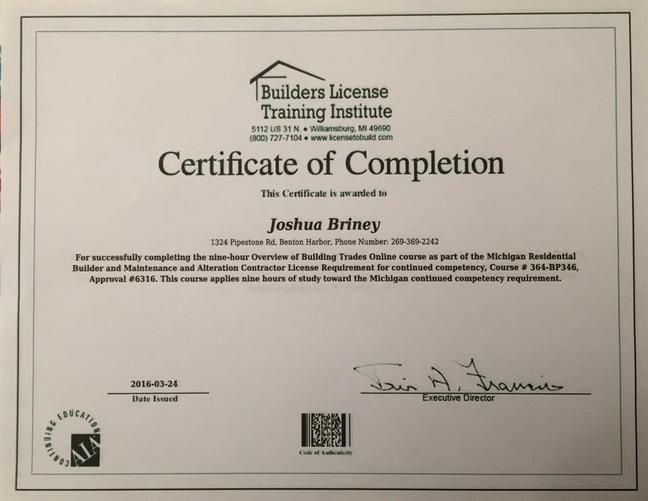 Builders License
Training Institute
5112 US 31 N. • Williamsburg, MI 49690
(800) 727-7104 • www.licensetobuild.com
Certificate of Completion
This Certificate is awarded to
Joshua Briney
1324 Pipestone Rd, Benton Harbor, Phone Number: 269-369-2242
For successfully completing the nine-hour Overview of Building Trades Online course as part of the Michigan Residential
Builder and Maintenance and Alteration Contractor License Requirement for continued competency, Course # 364-BP346,
Approval #6316. This course applies nine hours of study toward the Michigan continued competency requirement.
2016-03-24
Date Issued
A. Francis
Executive Director
CONTINUING EDUCATION
AIA
Code of Authenticity